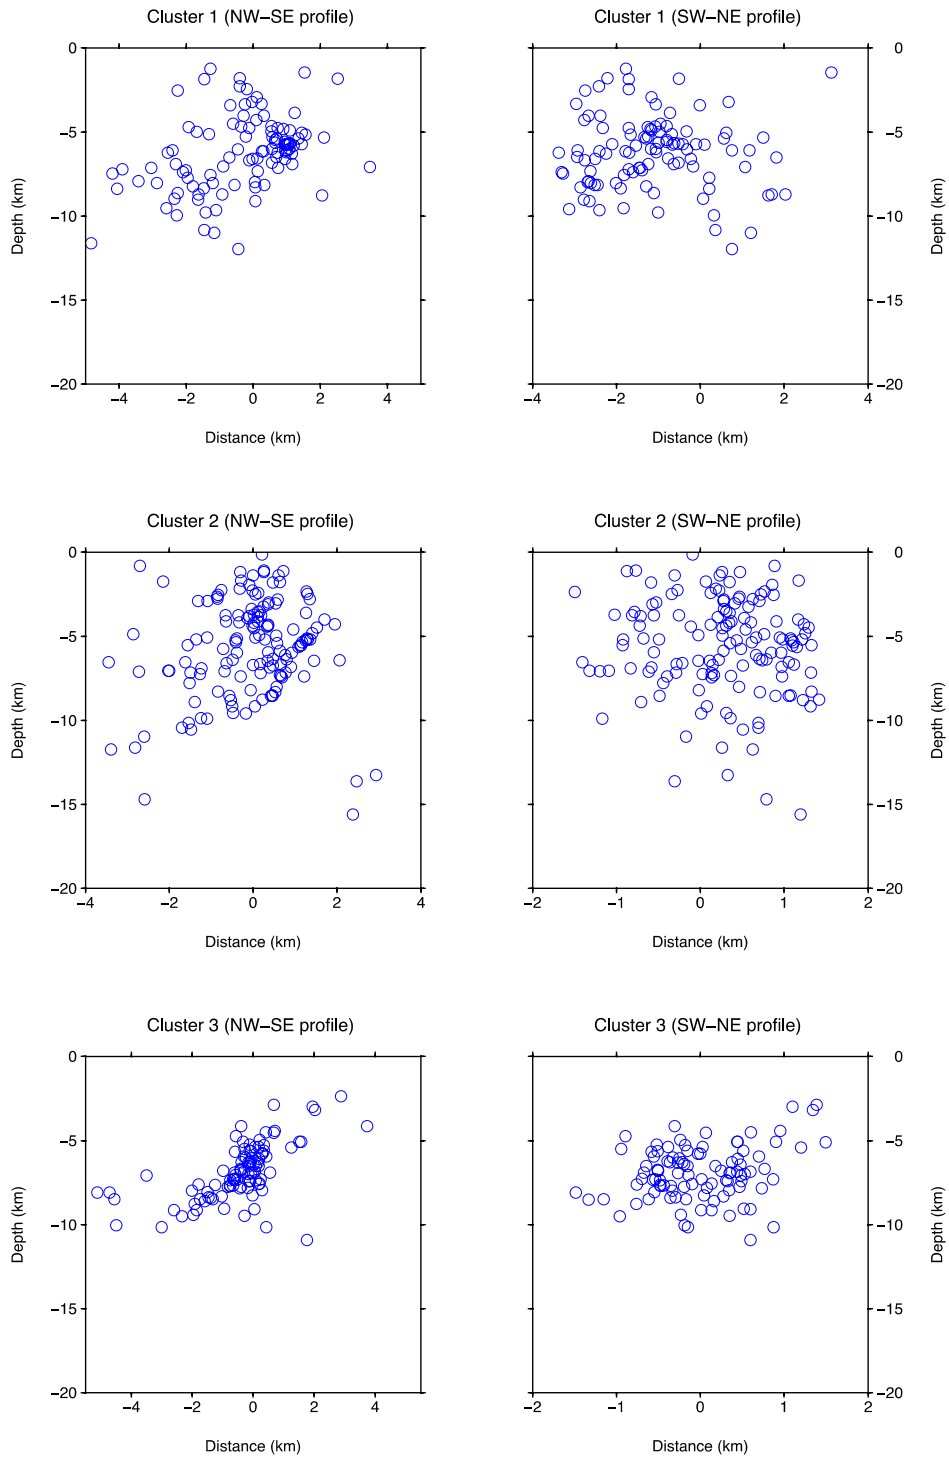 Cluster 1 (NW–SE profile)
Cluster 1 (SW–NE profile)
0
−5
−10
−15
−20
Depth (km)
−4 −2 0 2 4
Distance (km)
−4 −2 0 2 4
Distance (km)
0
−5
−10
−15
−20
Depth (km)
Cluster 2 (NW–SE profile)
Cluster 2 (SW–NE profile)
0
−5
−10
−15
−20
Depth (km)
−4 −2 0 2 4
Distance (km)
−2 −1 0 1 2
Distance (km)
0
−5
−10
−15
−20
Depth (km)
Cluster 3 (NW–SE profile)
Cluster 3 (SW–NE profile)
0
−5
−10
−15
−20
Depth (km)
−4 −2 0 2 4
Distance (km)
−2 −1 0 1 2
Distance (km)
0
−5
−10
−15
−20
Depth (km)